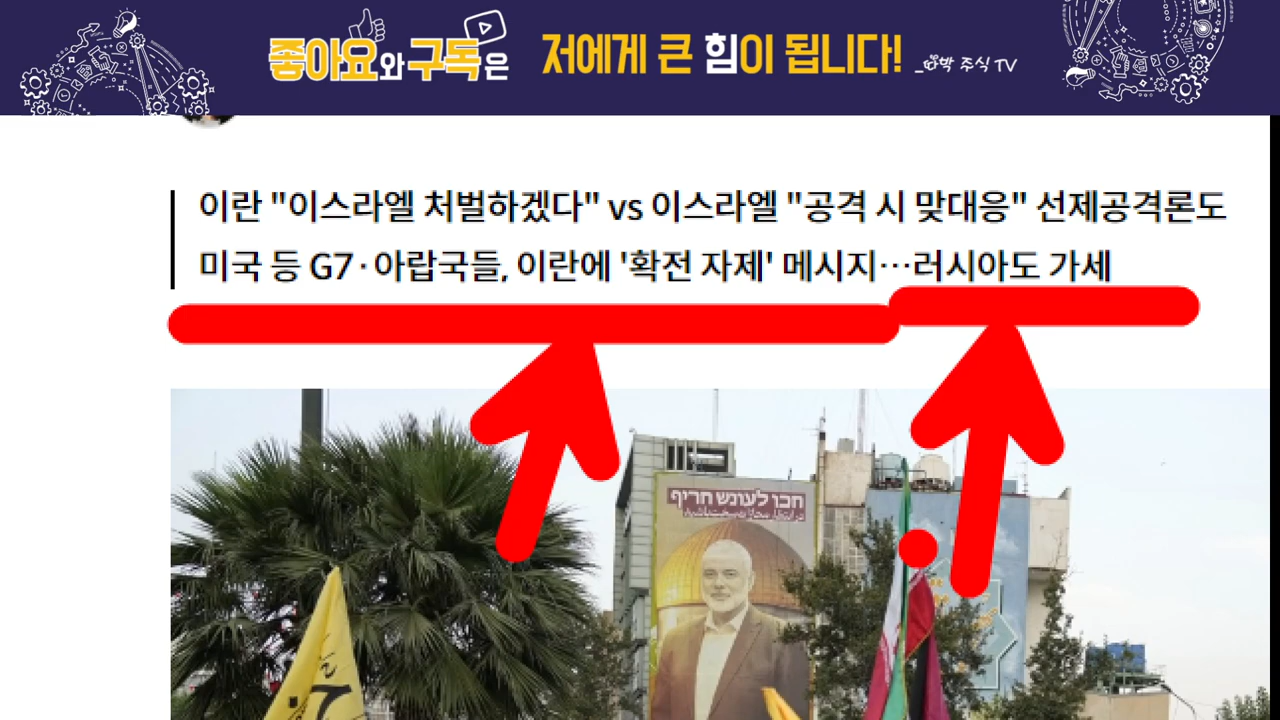 좋아요와 구독은 저에게 큰 힘이 됩니다!
박 주식 TV
이란 "이스라엘 처벌하겠다" vs 이스라엘 "공격 시 맞대응" 선제공격론도
미국 등 G7·아랍국들, 이란에 '확전 자제' 메시지…러시아도 가세
חכו לעונש חריף